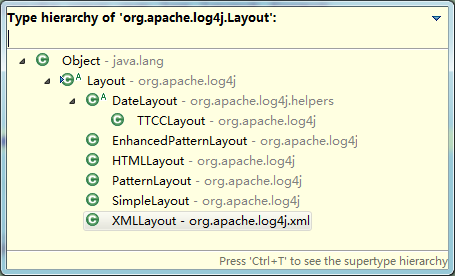 Type hierarchy of 'org.apache.log4j.Layout':
Object - java.lang
Layout - org.apache.log4j
DateLayout - org.apache.log4j.helpers
TTCCLayout - org.apache.log4j
EnhancedPatternLayout - org.apache.log4j
HTMLLayout - org.apache.log4j
PatternLayout - org.apache.log4j
SimpleLayout - org.apache.log4j
XMLLayout - org.apache.log4j.xml
Press 'Ctrl+T' to see the supertype hierarchy